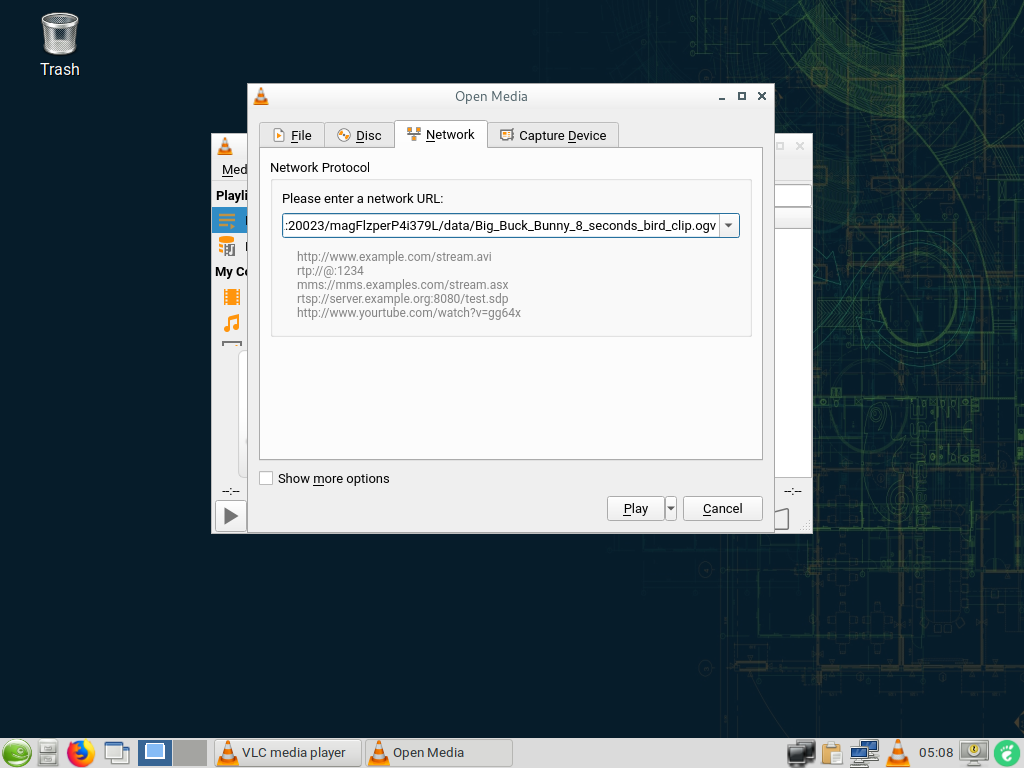 Trash
Open Media
File
Disc
Network
Capture Device
Med
Playli
My Co
Network Protocol
Please enter a network URL:
:20023/magFlzperP4i379L/data/Big_Buck_Bunny_8_seconds_bird_clip.ogv
http://www.example.com/stream.avi
rtp://@:1234
mms://mms.examples.com/stream.asx
rtsp://server.example.org:8080/test.sdp
http://www.yourtube.com/watch?v=gg64x
Show more options
--:--
--:--
Play
Cancel
VLC media player
Open Media
05:08